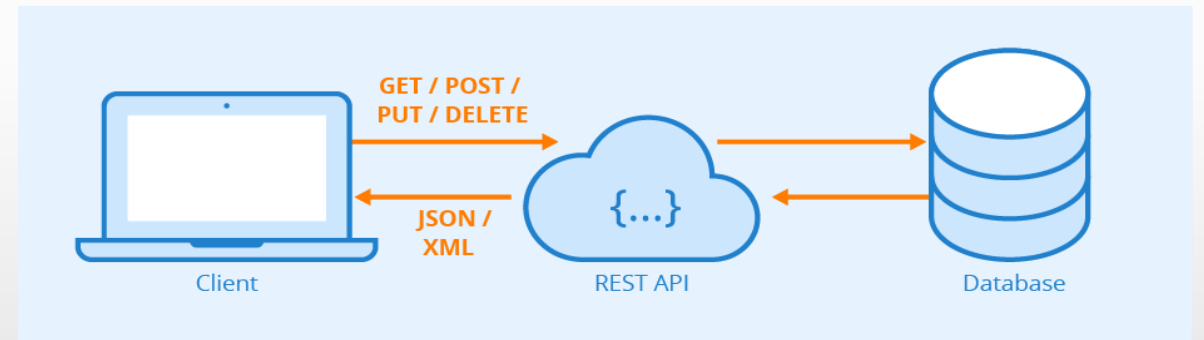 GET / POST /
PUT / DELETE
{...}
JSON /
XML
Client
REST API
Database